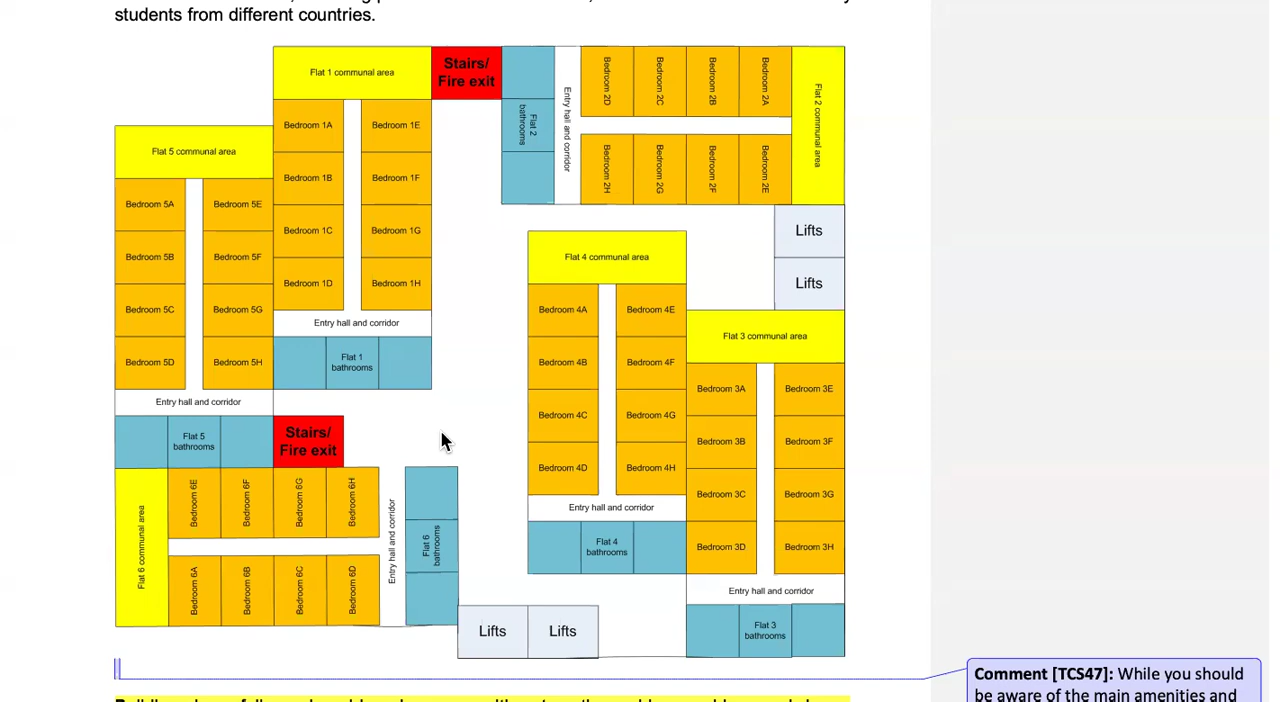 students from different countries.
Flat 1 communal area
Stairs/
Fire exit
Flat 2
bathrooms
Entry hall and corridor
Bedroom 2D
Bedroom 2C
Bedroom 2B
Bedroom 2A
Flat 2 communal area
Bedroom 2H
Bedroom 2G
Bedroom 2F
Bedroom 2E
Bedroom 1A
Bedroom 1E
Bedroom 1B
Bedroom 1F
Bedroom 1C
Bedroom 1G
Bedroom 1D
Bedroom 1H
Entry hall and corridor
Flat 1
bathrooms
Flat 5 communal area
Bedroom 5A
Bedroom 5E
Bedroom 5B
Bedroom 5F
Bedroom 5C
Bedroom 5G
Bedroom 5D
Bedroom 5H
Entry hall and corridor
Flat 5
bathrooms
Stairs/
Fire exit
Lifts
Lifts
Flat 4 communal area
Bedroom 4A
Bedroom 4E
Bedroom 4B
Bedroom 4F
Bedroom 4C
Bedroom 4G
Bedroom 4D
Bedroom 4H
Entry hall and corridor
Flat 4
bathrooms
Flat 3 communal area
Bedroom 3A
Bedroom 3E
Bedroom 3B
Bedroom 3F
Bedroom 3C
Bedroom 3G
Bedroom 3D
Bedroom 3H
Entry hall and corridor
Flat 3
bathrooms
Flat 6 communal area
Bedroom 6E
Bedroom 6F
Bedroom 6G
Bedroom 6H
Bedroom 6A
Bedroom 6B
Bedroom 6C
Bedroom 6D
Entry hall and corridor
Flat 6
bathrooms
Lifts
Lifts
Comment [TCS47]: While you should
be aware of the main amenities and